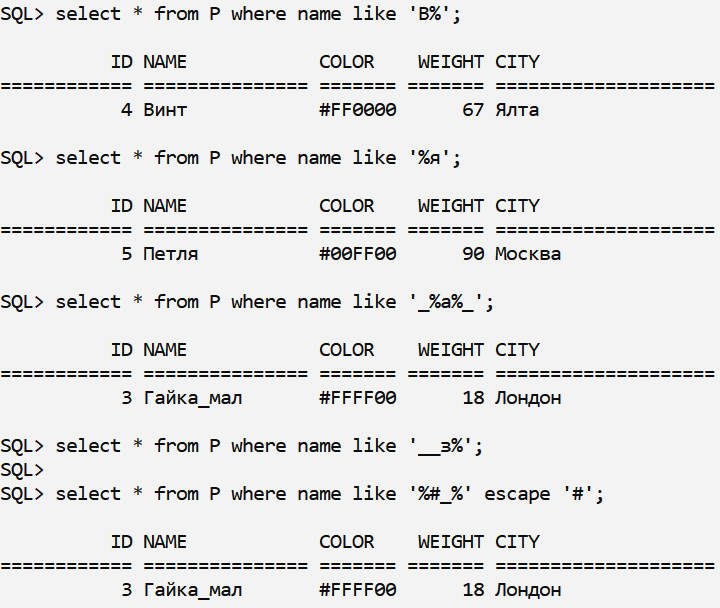 SQL> select * from P where name like 'В%';
ID NAME COLOR WEIGHT CITY
============ =============== ======= ======= ====================
4 Винт #FF0000 67 Ялта
SQL> select * from P where name like '%я';
ID NAME COLOR WEIGHT CITY
============ =============== ======= ======= ====================
5 Петля #00FF00 90 Москва
SQL> select * from P where name like '_%а%_';
ID NAME COLOR WEIGHT CITY
============ =============== ======= ======= ====================
3 Гайка_мал #FFFF00 18 Лондон
SQL> select * from P where name like '__з%';
SQL>
SQL> select * from P where name like '%#_%' escape '#';
ID NAME COLOR WEIGHT CITY
============ =============== ======= ======= ====================
3 Гайка_мал #FFFF00 18 Лондон